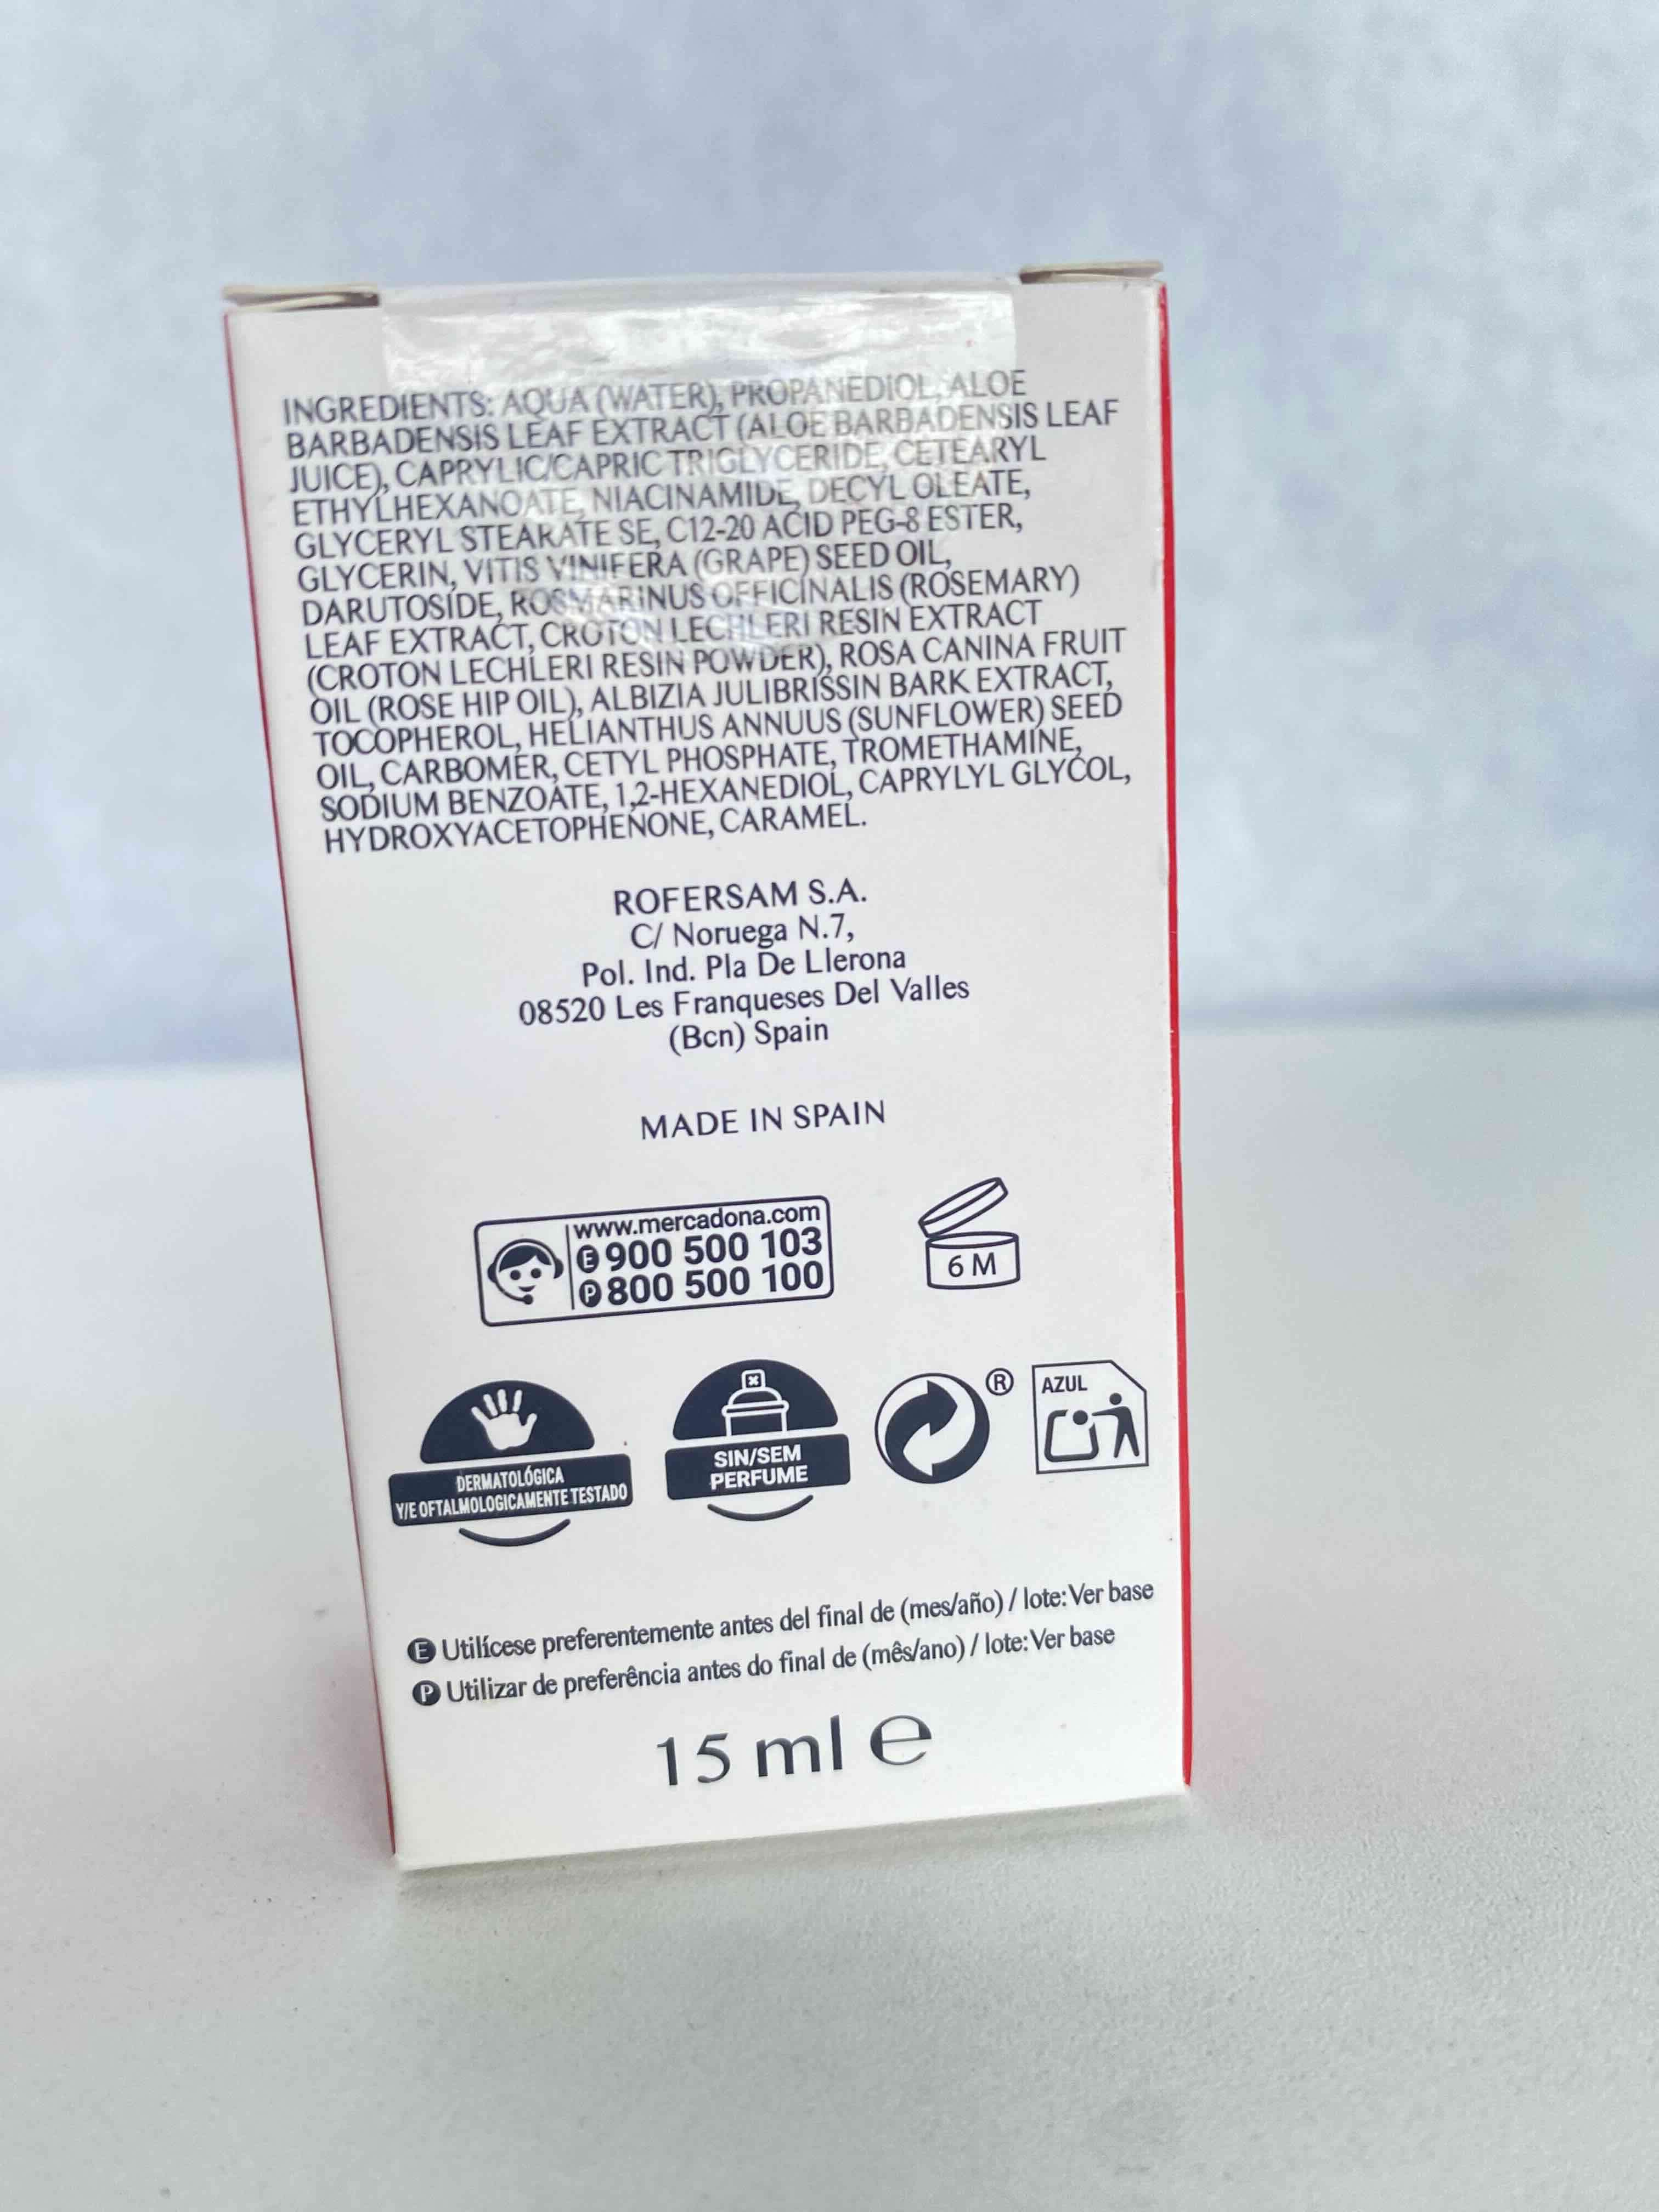 INGREDIENTS: AQUA (WATER), PROPANEDIOL, ALOE
BARBADENSIS LEAF EXTRACT (ALOE BARBADENSIS LEAF
JUICE), CAPRYLIC/CAPRIC TRIGLYCERIDE, CETEARYL
ETHYLHEXANOATE, NIACINAMIDE, DECYL OLEATE,
GLYCERYL STEARATE SE, C12-20 ACID PEG-8 ESTER,
GLYCERIN, VITIS VINIFERA (GRAPE) SEED OIL,
DARUTOSIDE, ROSMARINUS OFFICINALIS (ROSEMARY)
LEAF EXTRACT, CROTON LECHLERI RESIN EXTRACT
(CROTON LECHLERI RESIN POWDER), ROSA CANINA FRUIT
OIL (ROSE HIP OIL), ALBIZIA JULIBRISSIN BARK EXTRACT,
TOCOPHEROL, HELIANTHUS ANNUUS (SUNFLOWER) SEED
OIL, CARBOMER, CETYL PHOSPHATE, TROMETHAMINE,
SODIUM BENZOATE, 1,2-HEXANEDIOL, CAPRYLYL GLYCOL,
HYDROXYACETOPHENONE, CARAMEL.
ROFERSAM S.A.
C/ Noruega N.7,
Pol. Ind. Pla De Llerona
08520 Les Franqueses Del Valles
(Bcn) Spain
MADE IN SPAIN
www.mercadona.com
E 900 500 103
P 800 500 100
6 M
DERMATOLÓGICA
Y/E OFTALMOLOGICAMENTE TESTADO
SIN/SEM
PERFUME
®
AZUL
E Utilícese preferentemente antes del final de (mes/año) / lote: Ver base
P Utilizar de preferência antes do final de (mês/ano) / lote: Ver base
15 ml e